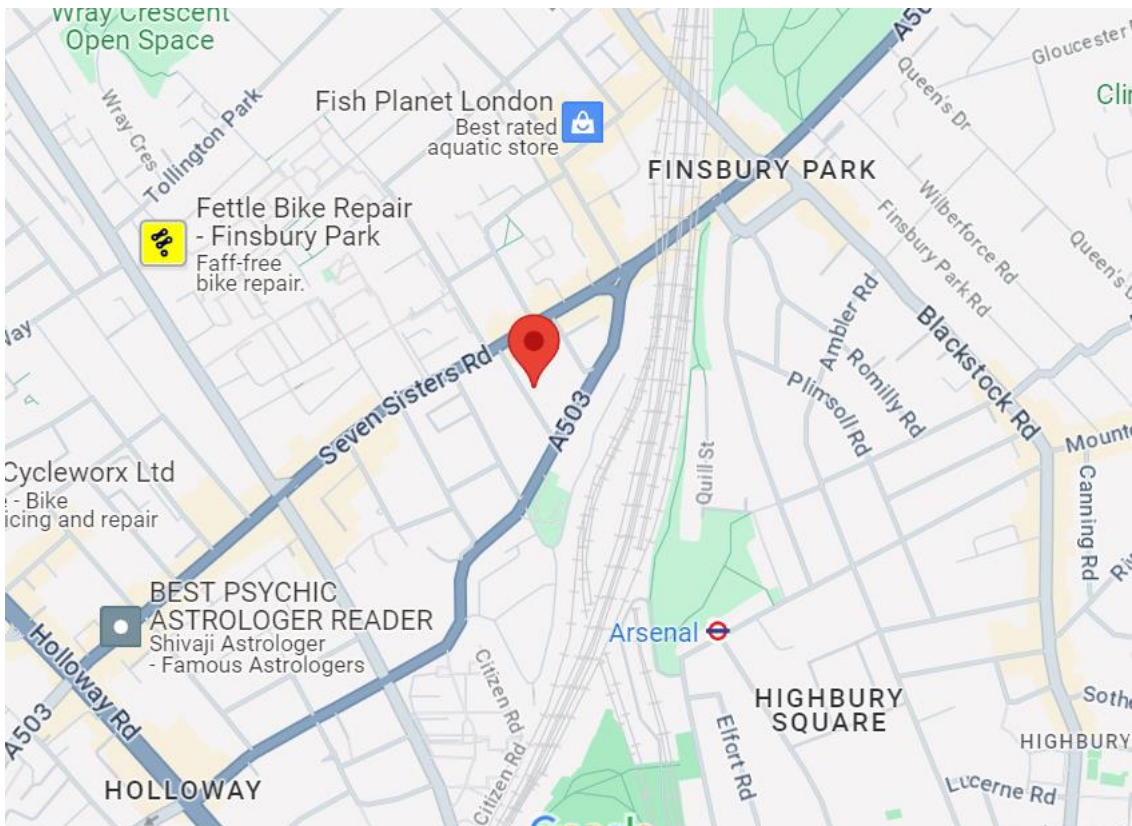 Wray Crescent
Open Space
A50
Gloucester
Wray Cres
Tollington Park
Fish Planet London
Best rated
aquatic store
Queen's Dr
FINSBURY PARK
Fettle Bike Repair
- Finsbury Park
Faff-free
bike repair.
Wilberforce Rd
Finsbury Park Rd
Queen's D
Ambler Rd
Blackstock Rd
Romilly Rd
Plimsoll Rd
Seven Sisters Rd
A503
Quill St
Cycleworx Ltd
- Bike
icing and repair
Mount
Canning Rd
BEST PSYCHIC
ASTROLOGER READER
Shivaji Astrologer
- Famous Astrologers
Arsenal
Holloway Rd
A503
Citizen Rd
Citizen Rd
HIGHBURY
SQUARE
Elfort Rd
HIGHBURY
Lucerne Rd
HOLLOWAY